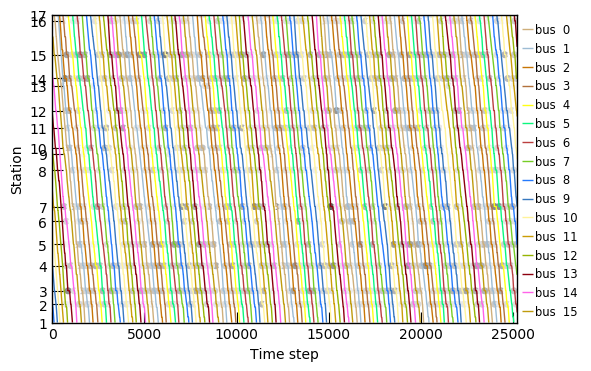 17
16
15
14
13
12
11
10
9
8
7
6
5
4
3
2
1
Station
0 5000 10000 15000 20000 25000
Time step
bus 0
bus 1
bus 2
bus 3
bus 4
bus 5
bus 6
bus 7
bus 8
bus 9
bus 10
bus 11
bus 12
bus 13
bus 14
bus 15